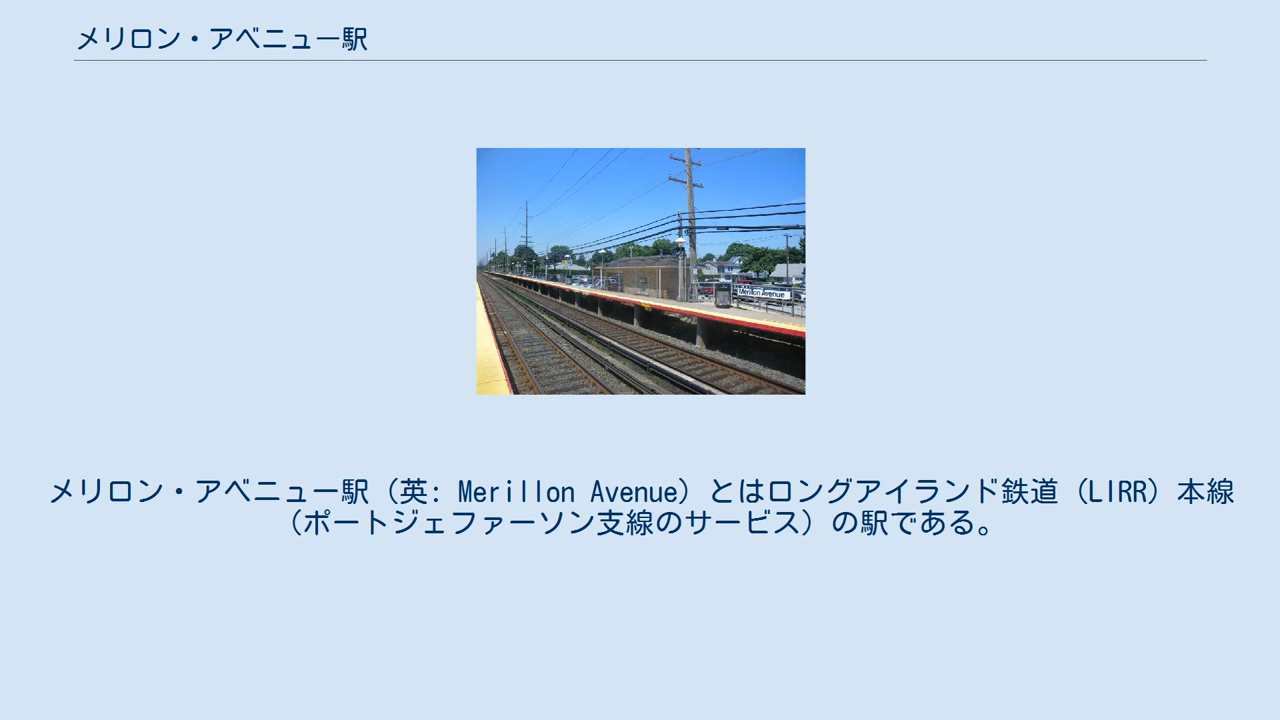 メリロン・アベニュー駅
Merillon Avenue
メリロン・アベニュー駅（英: Merillon Avenue）とはロングアイランド鉄道（LIRR）本線
（ポートジェファーソン支線のサービス）の駅である。